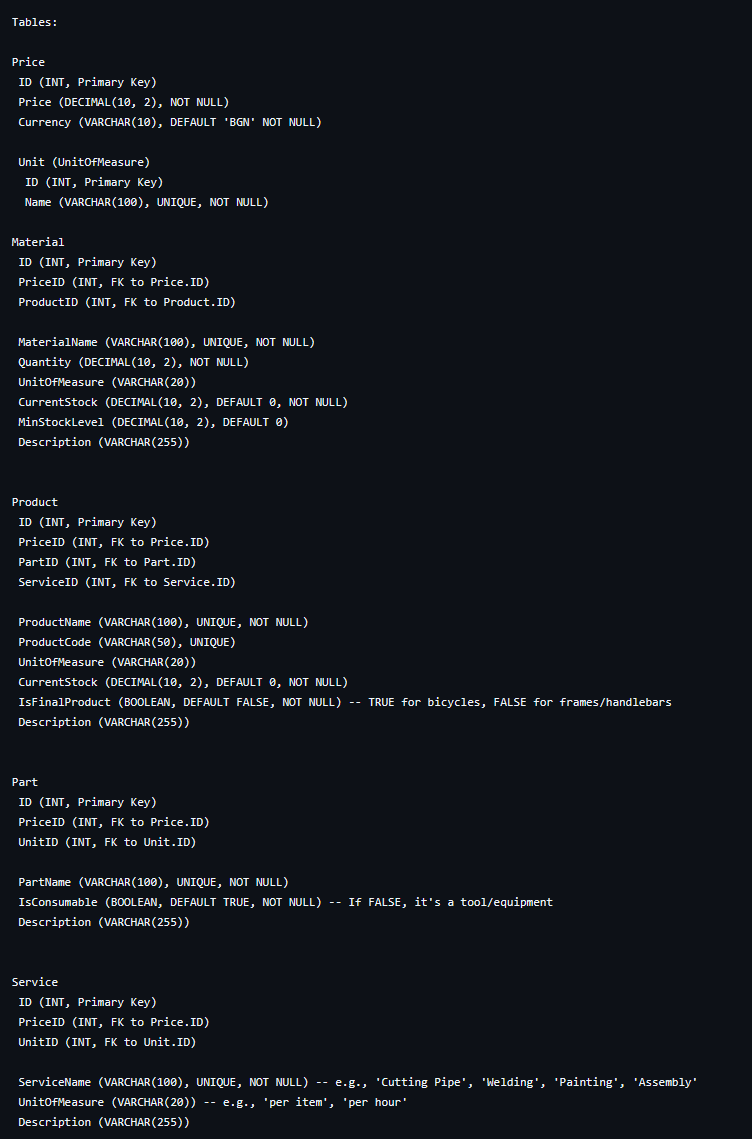 Tables:
Price
ID (INT, Primary Key)
Price (DECIMAL(10, 2), NOT NULL)
Currency (VARCHAR(10), DEFAULT 'BGN' NOT NULL)
Unit (UnitOfMeasure)
ID (INT, Primary Key)
Name (VARCHAR(100), UNIQUE, NOT NULL)
Material
ID (INT, Primary Key)
PriceID (INT, FK to Price.ID)
ProductID (INT, FK to Product.ID)
MaterialName (VARCHAR(100), UNIQUE, NOT NULL)
Quantity (DECIMAL(10, 2), NOT NULL)
UnitOfMeasure (VARCHAR(20))
CurrentStock (DECIMAL(10, 2), DEFAULT 0, NOT NULL)
MinStockLevel (DECIMAL(10, 2), DEFAULT 0)
Description (VARCHAR(255))
Product
ID (INT, Primary Key)
PriceID (INT, FK to Price.ID)
PartID (INT, FK to Part.ID)
ServiceID (INT, FK to Service.ID)
ProductName (VARCHAR(100), UNIQUE, NOT NULL)
ProductCode (VARCHAR(50), UNIQUE)
UnitOfMeasure (VARCHAR(20))
CurrentStock (DECIMAL(10, 2), DEFAULT 0, NOT NULL)
IsFinalProduct (BOOLEAN, DEFAULT FALSE, NOT NULL) -- TRUE for bicycles, FALSE for frames/handlebars
Description (VARCHAR(255))
Part
ID (INT, Primary Key)
PriceID (INT, FK to Price.ID)
UnitID (INT, FK to Unit.ID)
PartName (VARCHAR(100), UNIQUE, NOT NULL)
IsConsumable (BOOLEAN, DEFAULT TRUE, NOT NULL) -- If FALSE, it's a tool/equipment
Description (VARCHAR(255))
Service
ID (INT, Primary Key)
PriceID (INT, FK to Price.ID)
UnitID (INT, FK to Unit.ID)
ServiceName (VARCHAR(100), UNIQUE, NOT NULL) -- e.g., 'Cutting Pipe', 'Welding', 'Painting', 'Assembly'
UnitOfMeasure (VARCHAR(20)) -- e.g., 'per item', 'per hour'
Description (VARCHAR(255))